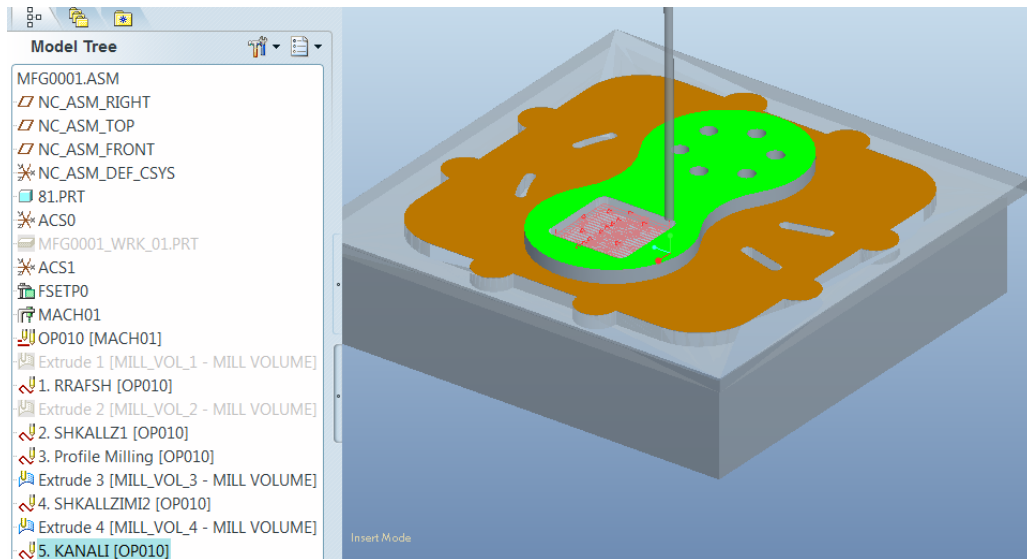 Model Tree
MFG0001.ASM
NC_ASM_RIGHT
NC_ASM_TOP
NC_ASM_FRONT
NC_ASM_DEF_CSYS
81.PRT
ACS0
MFG0001_WRK_01.PRT
ACS1
FSETP0
MACH01
OP010 [MACH01]
Extrude 1 [MILL_VOL_1 - MILL VOLUME]
1. RRAFSH [OP010]
Extrude 2 [MILL_VOL_2 - MILL VOLUME]
2. SHKALLZ1 [OP010]
3. Profile Milling [OP010]
Extrude 3 [MILL_VOL_3 - MILL VOLUME]
4. SHKALLZIMI2 [OP010]
Extrude 4 [MILL_VOL_4 - MILL VOLUME]
5. KANALI [OP010]
Insert Mode